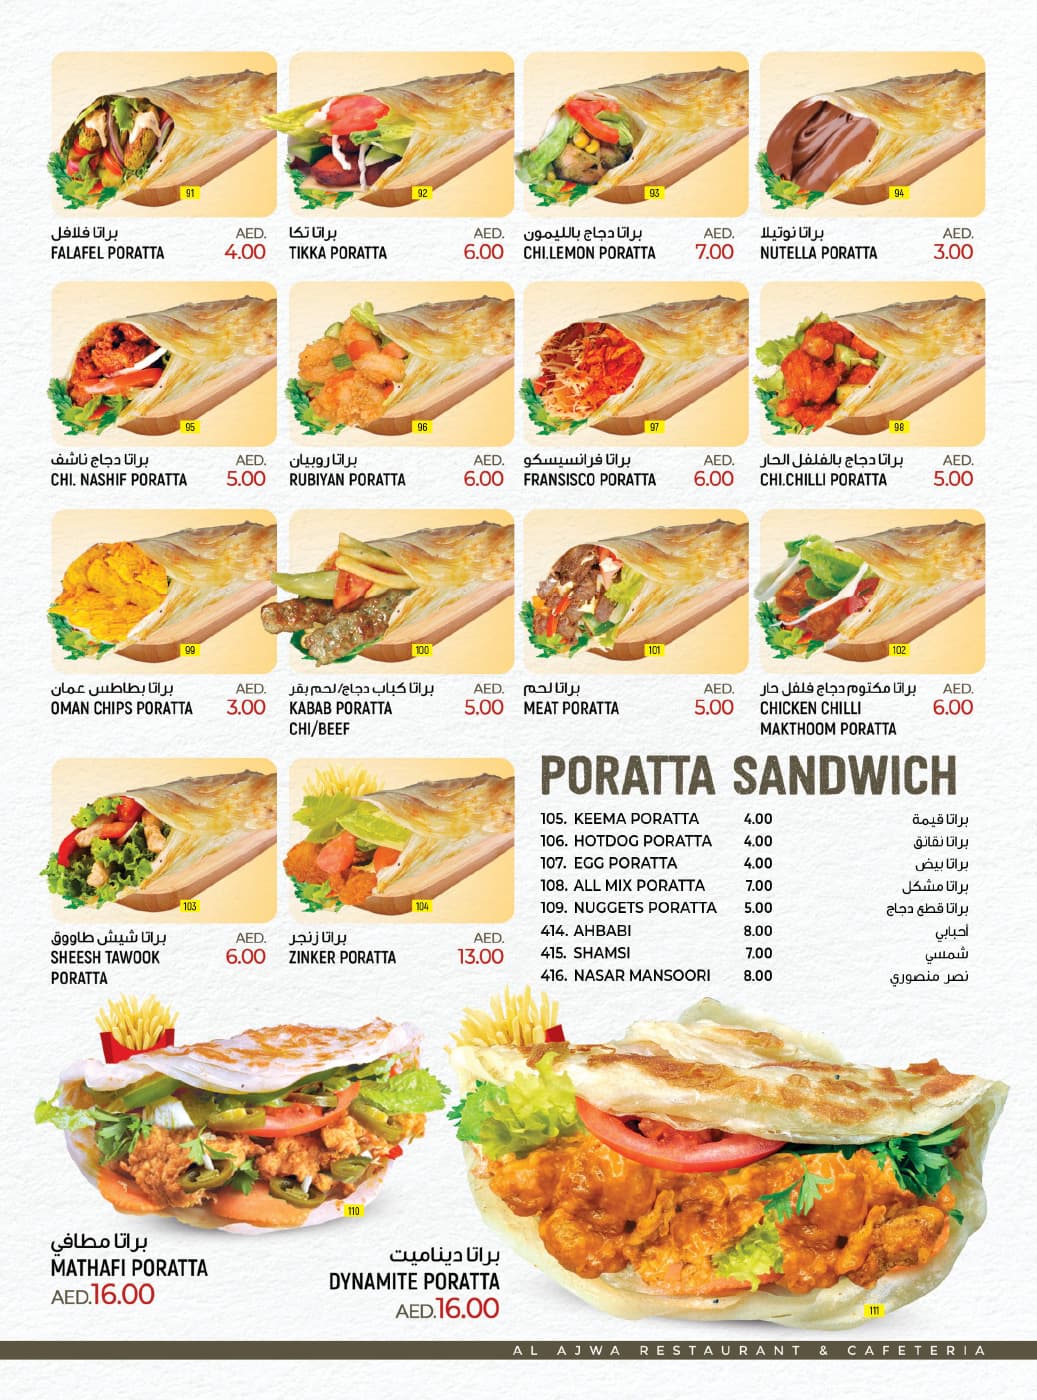 91
براتا فلافل AED.
FALAFEL PORATTA 4.00
92
براتا تكا AED.
TIKKA PORATTA 6.00
93
براتا دجاج بالليمون AED.
CHI.LEMON PORATTA 7.00
94
براتا نوتيلا AED.
NUTELLA PORATTA 3.00
95
براتا دجاج ناشف AED.
CHI. NASHIF PORATTA 5.00
96
براتا روبيان AED.
RUBIYAN PORATTA 6.00
97
براتا فرانسيسكو AED.
FRANSISCO PORATTA 6.00
98
براتا دجاج بالفلفل الحار AED.
CHI.CHILLI PORATTA 5.00
99
براتا بطاطس عمان AED.
OMAN CHIPS PORATTA 3.00
100
براتا كباب دجاج/لحم بقر AED.
KABAB PORATTA 5.00
CHI/BEEF
101
براتا لحم AED.
MEAT PORATTA 5.00
102
براتا مكتوم دجاج فلفل حار AED.
CHICKEN CHILLI 6.00
MAKTHOOM PORATTA
103
براتا شيش طاووق AED.
SHEESH TAWOOK 6.00
PORATTA
104
براتا زنجر AED.
ZINKER PORATTA 13.00
PORATTA SANDWICH
105. KEEMA PORATTA 4.00 براتا قيمة
106. HOTDOG PORATTA 4.00 براتا نقانق
107. EGG PORATTA 4.00 براتا بيض
108. ALL MIX PORATTA 7.00 براتا مشكل
109. NUGGETS PORATTA 5.00 براتا قطع دجاج
414. AHBABI 8.00 أحبابي
415. SHAMSI 7.00 شمسي
416. NASAR MANSOORI 8.00 نصر منصوري
110
براتا مطافي
MATHAFI PORATTA
AED.16.00
111
براتا ديناميت
DYNAMITE PORATTA
AED.16.00
AL AJWA RESTAURANT & CAFETERIA